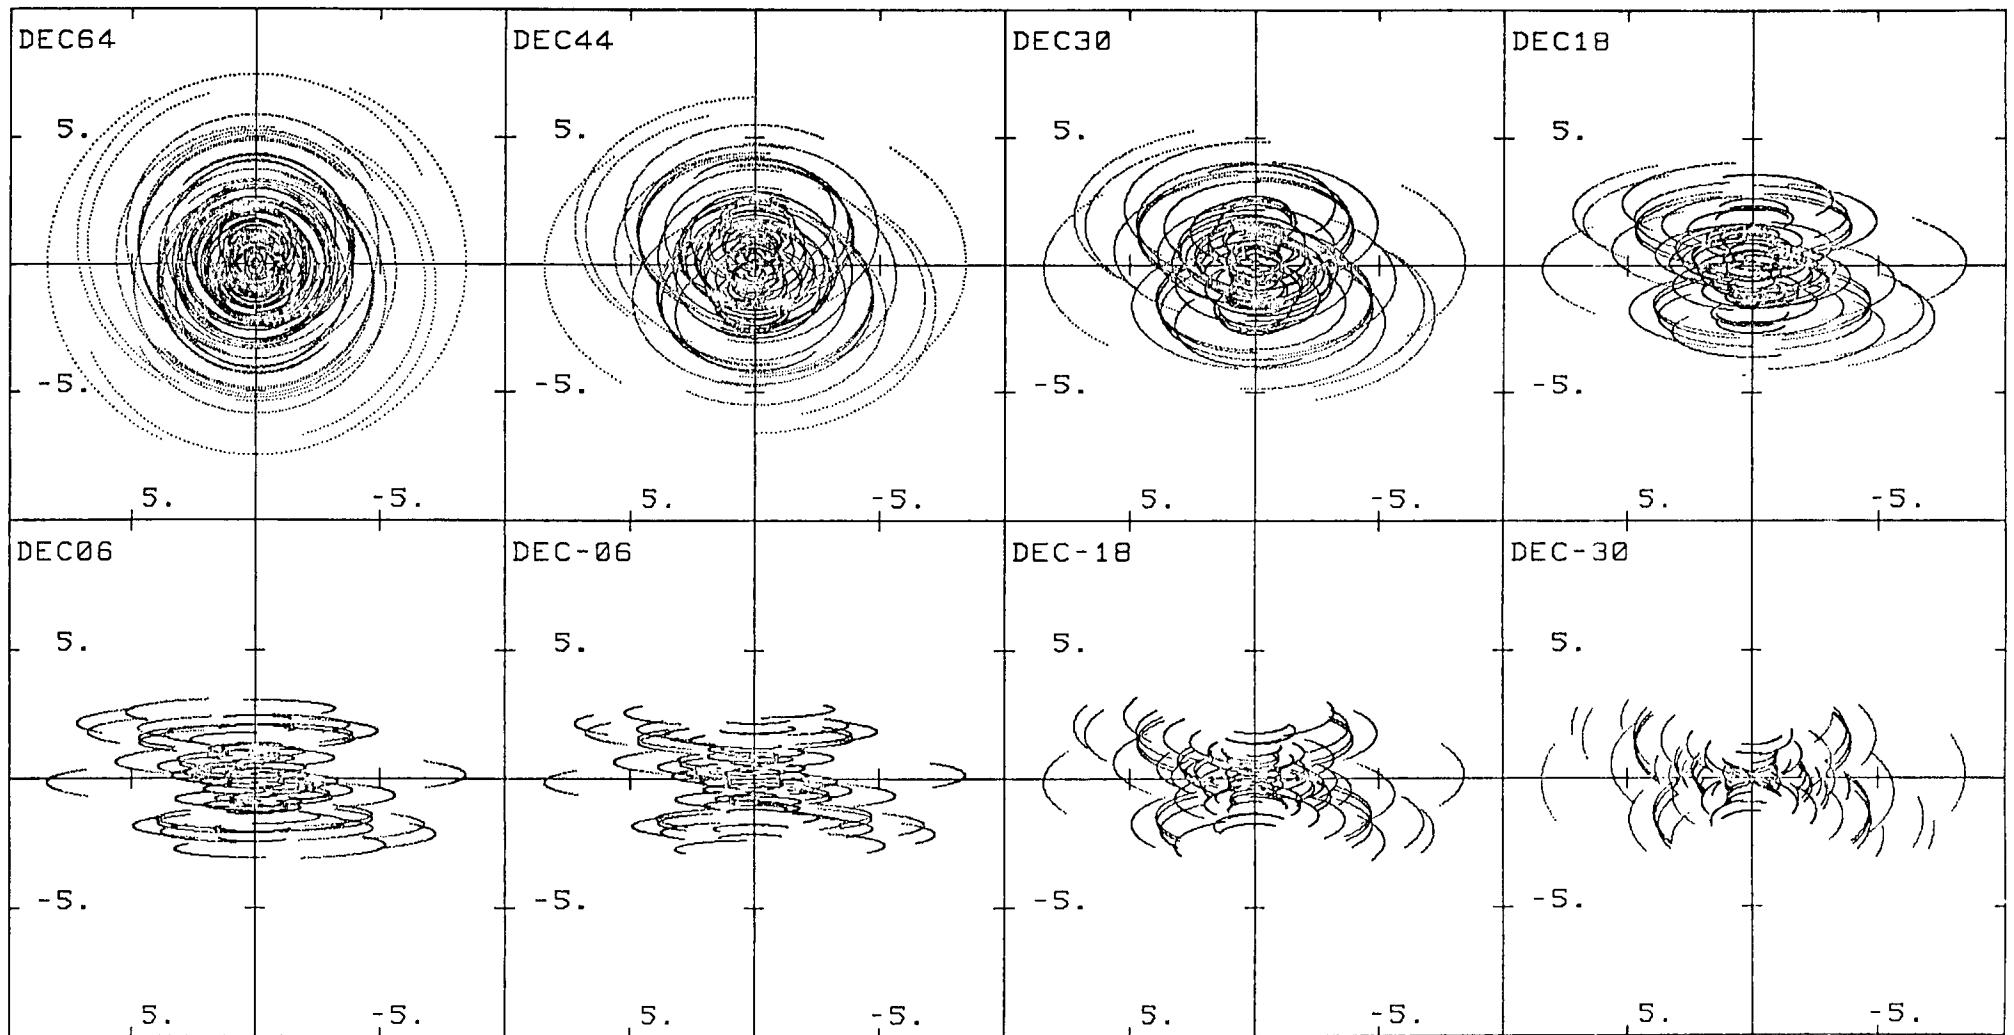 DEC64 DEC44 DEC30 DEC18
5. 5. 5. 5.
-5. -5. -5. -5.
5. -5. 5. -5. 5. -5. 5. -5.
DEC06 DEC-06 DEC-18 DEC-30
5. 5. 5. 5.
-5. -5. -5. -5.
5. -5. 5. -5. 5. -5. 5. -5.